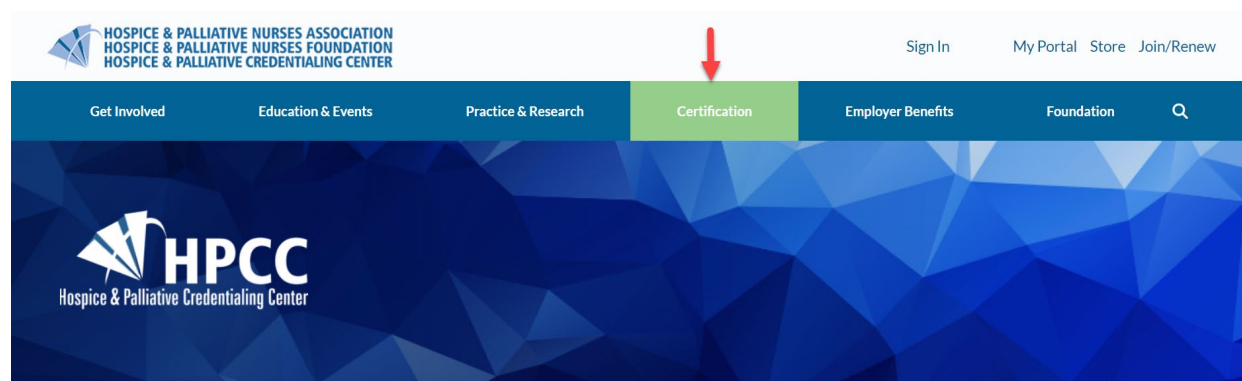 HOSPICE & PALLIATIVE NURSES ASSOCIATION
HOSPICE & PALLIATIVE NURSES FOUNDATION
HOSPICE & PALLIATIVE CREDENTIALING CENTER
Sign In My Portal Store Join/Renew
Get Involved Education & Events Practice & Research Certification Employer Benefits Foundation
HPCC
Hospice & Palliative Credentialing Center